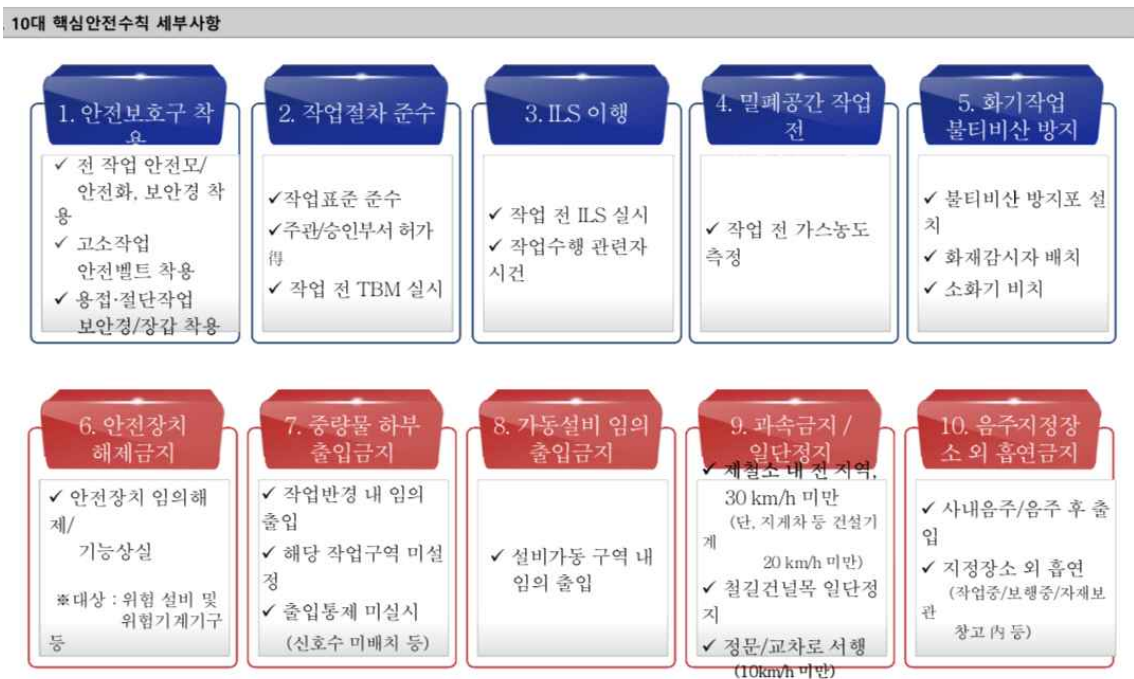 . 10대 핵심안전수칙 세부사항
1. 안전보호구 착
용
✓ 전 작업 안전모/
안전화, 보안경 착
용
✓ 고소작업
안전벨트 착용
✓ 용접·절단작업
보안경/장갑 착용
2. 작업절차 준수
✓작업표준 준수
✓주관/승인부서 허가
得
✓ 작업 전 TBM 실시
3. ILS 이행
✓ 작업 전 ILS 실시
✓ 작업수행 관련자
시건
4. 밀폐공간 작업
전
✓ 작업 전 가스농도
측정
5. 화기작업
불티비산 방지
✓ 불티비산 방지포 설
치
✓ 화재감시자 배치
✓ 소화기 비치
6. 안전장치
해제금지
✓ 안전장치 임의해
제/
기능상실
※대상 : 위험 설비 및
위험기계기구
등
7. 중량물 하부
출입금지
✓ 작업반경 내 임의
출입
✓ 해당 작업구역 미설
정
✓ 출입통제 미실시
(신호수 미배치 등)
8. 가동설비 임의
출입금지
✓ 설비가동 구역 내
임의 출입
9. 과속금지 /
일단정지
✓ 제철소 내 전 지역,
30 km/h 미만
(단, 지게차 등 건설기
계
20 km/h 미만)
✓ 철길건널목 일단정
지
✓ 정문/교차로 서행
(10km/h 미만)
10. 음주지정장
소 외 흡연금지
✓ 사내음주/음주 후 출
입
✓ 지정장소 외 흡연
(작업중/보행중/자재보
관
창고 內 등)